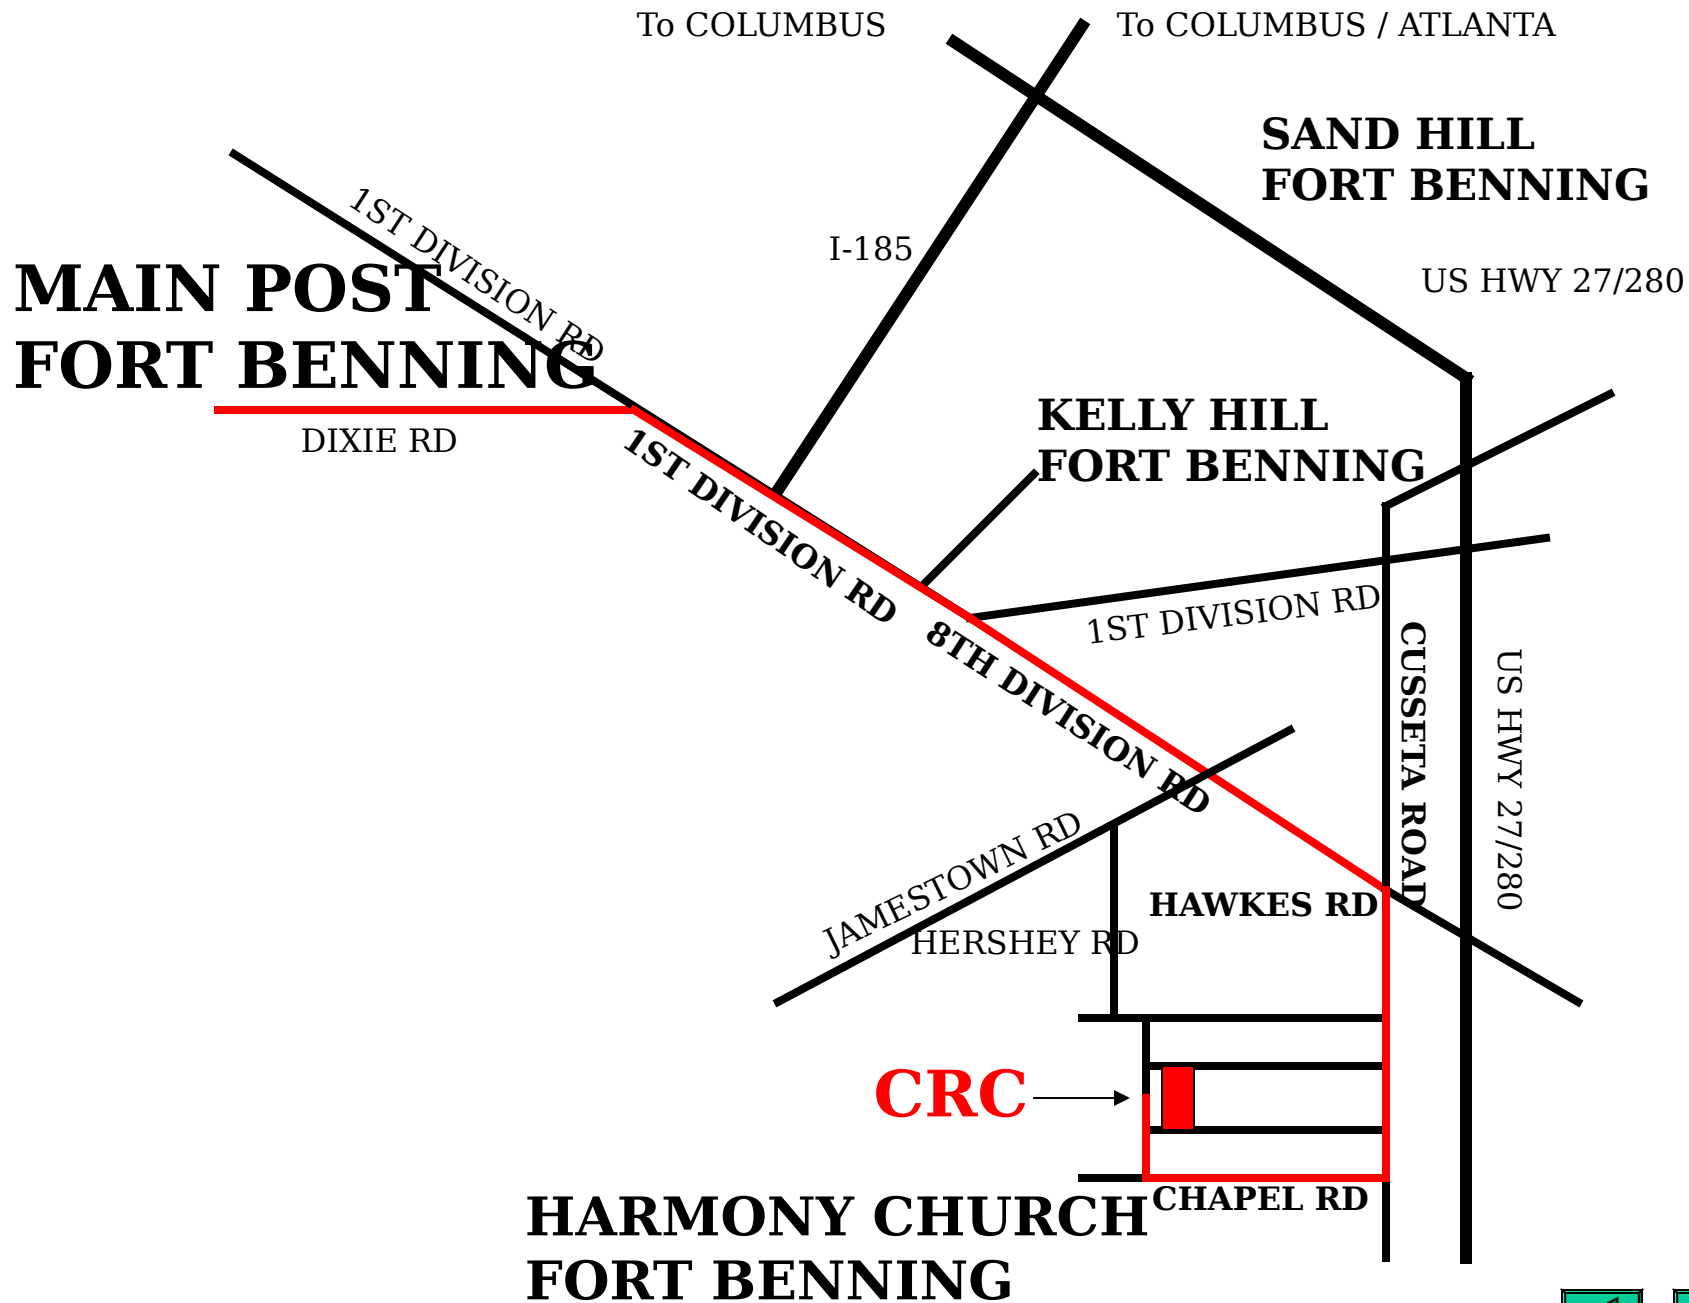 To COLUMBUS
To COLUMBUS / ATLANTA
SAND HILL
FORT BENNING
1ST DIVISION RD
I-185
US HWY 27/280
MAIN POST
FORT BENNING
DIXIE RD
KELLY HILL
FORT BENNING
1ST DIVISION RD
1ST DIVISION RD
8TH DIVISION RD
CUSSETA ROAD
US HWY 27/280
JAMESTOWN RD
HAWKES RD
HERSHEY RD
CRC
CHAPEL RD
HARMONY CHURCH
FORT BENNING